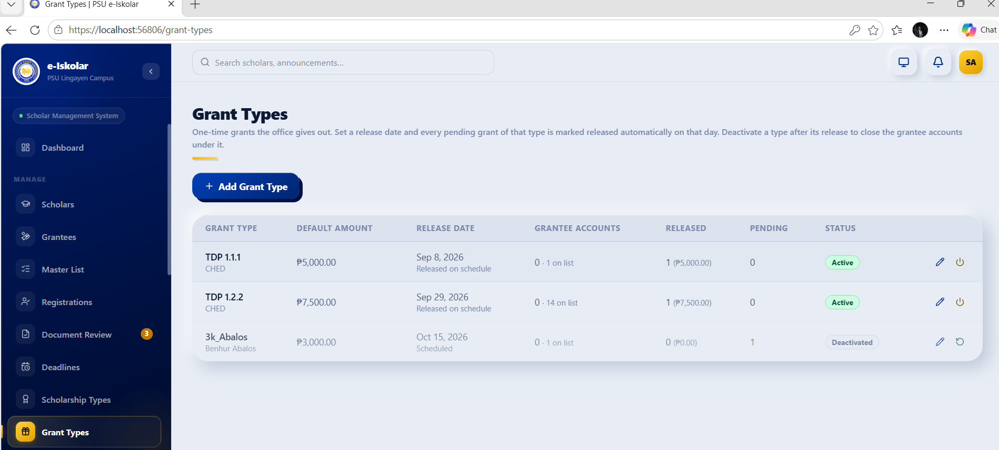 Grant Types | PSU e-Iskolar
https://localhost:56806/grant-types
Chat
e-Iskolar
PSU Lingayen Campus
Search scholars, announcements...
SA
Scholar Management System
Dashboard
MANAGE
Scholars
Grantees
Master List
Registrations
Document Review 3
Deadlines
Scholarship Types
Grant Types
Grant Types
One-time grants the office gives out. Set a release date and every pending grant of that type is marked released automatically on that day. Deactivate a type after its release to close the grantee accounts
under it.
+ Add Grant Type
GRANT TYPE DEFAULT AMOUNT RELEASE DATE GRANTEE ACCOUNTS RELEASED PENDING STATUS
TDP 1.1.1 ₱5,000.00 Sep 8, 2026 0 · 1 on list 1 (₱5,000.00) 0 Active
CHED Released on schedule
TDP 1.2.2 ₱7,500.00 Sep 29, 2026 0 · 14 on list 1 (₱7,500.00) 0 Active
CHED Released on schedule
3k_Abalos ₱3,000.00 Oct 15, 2026 0 · 1 on list 0 (₱0.00) 1 Deactivated
Benhur Abalos Scheduled